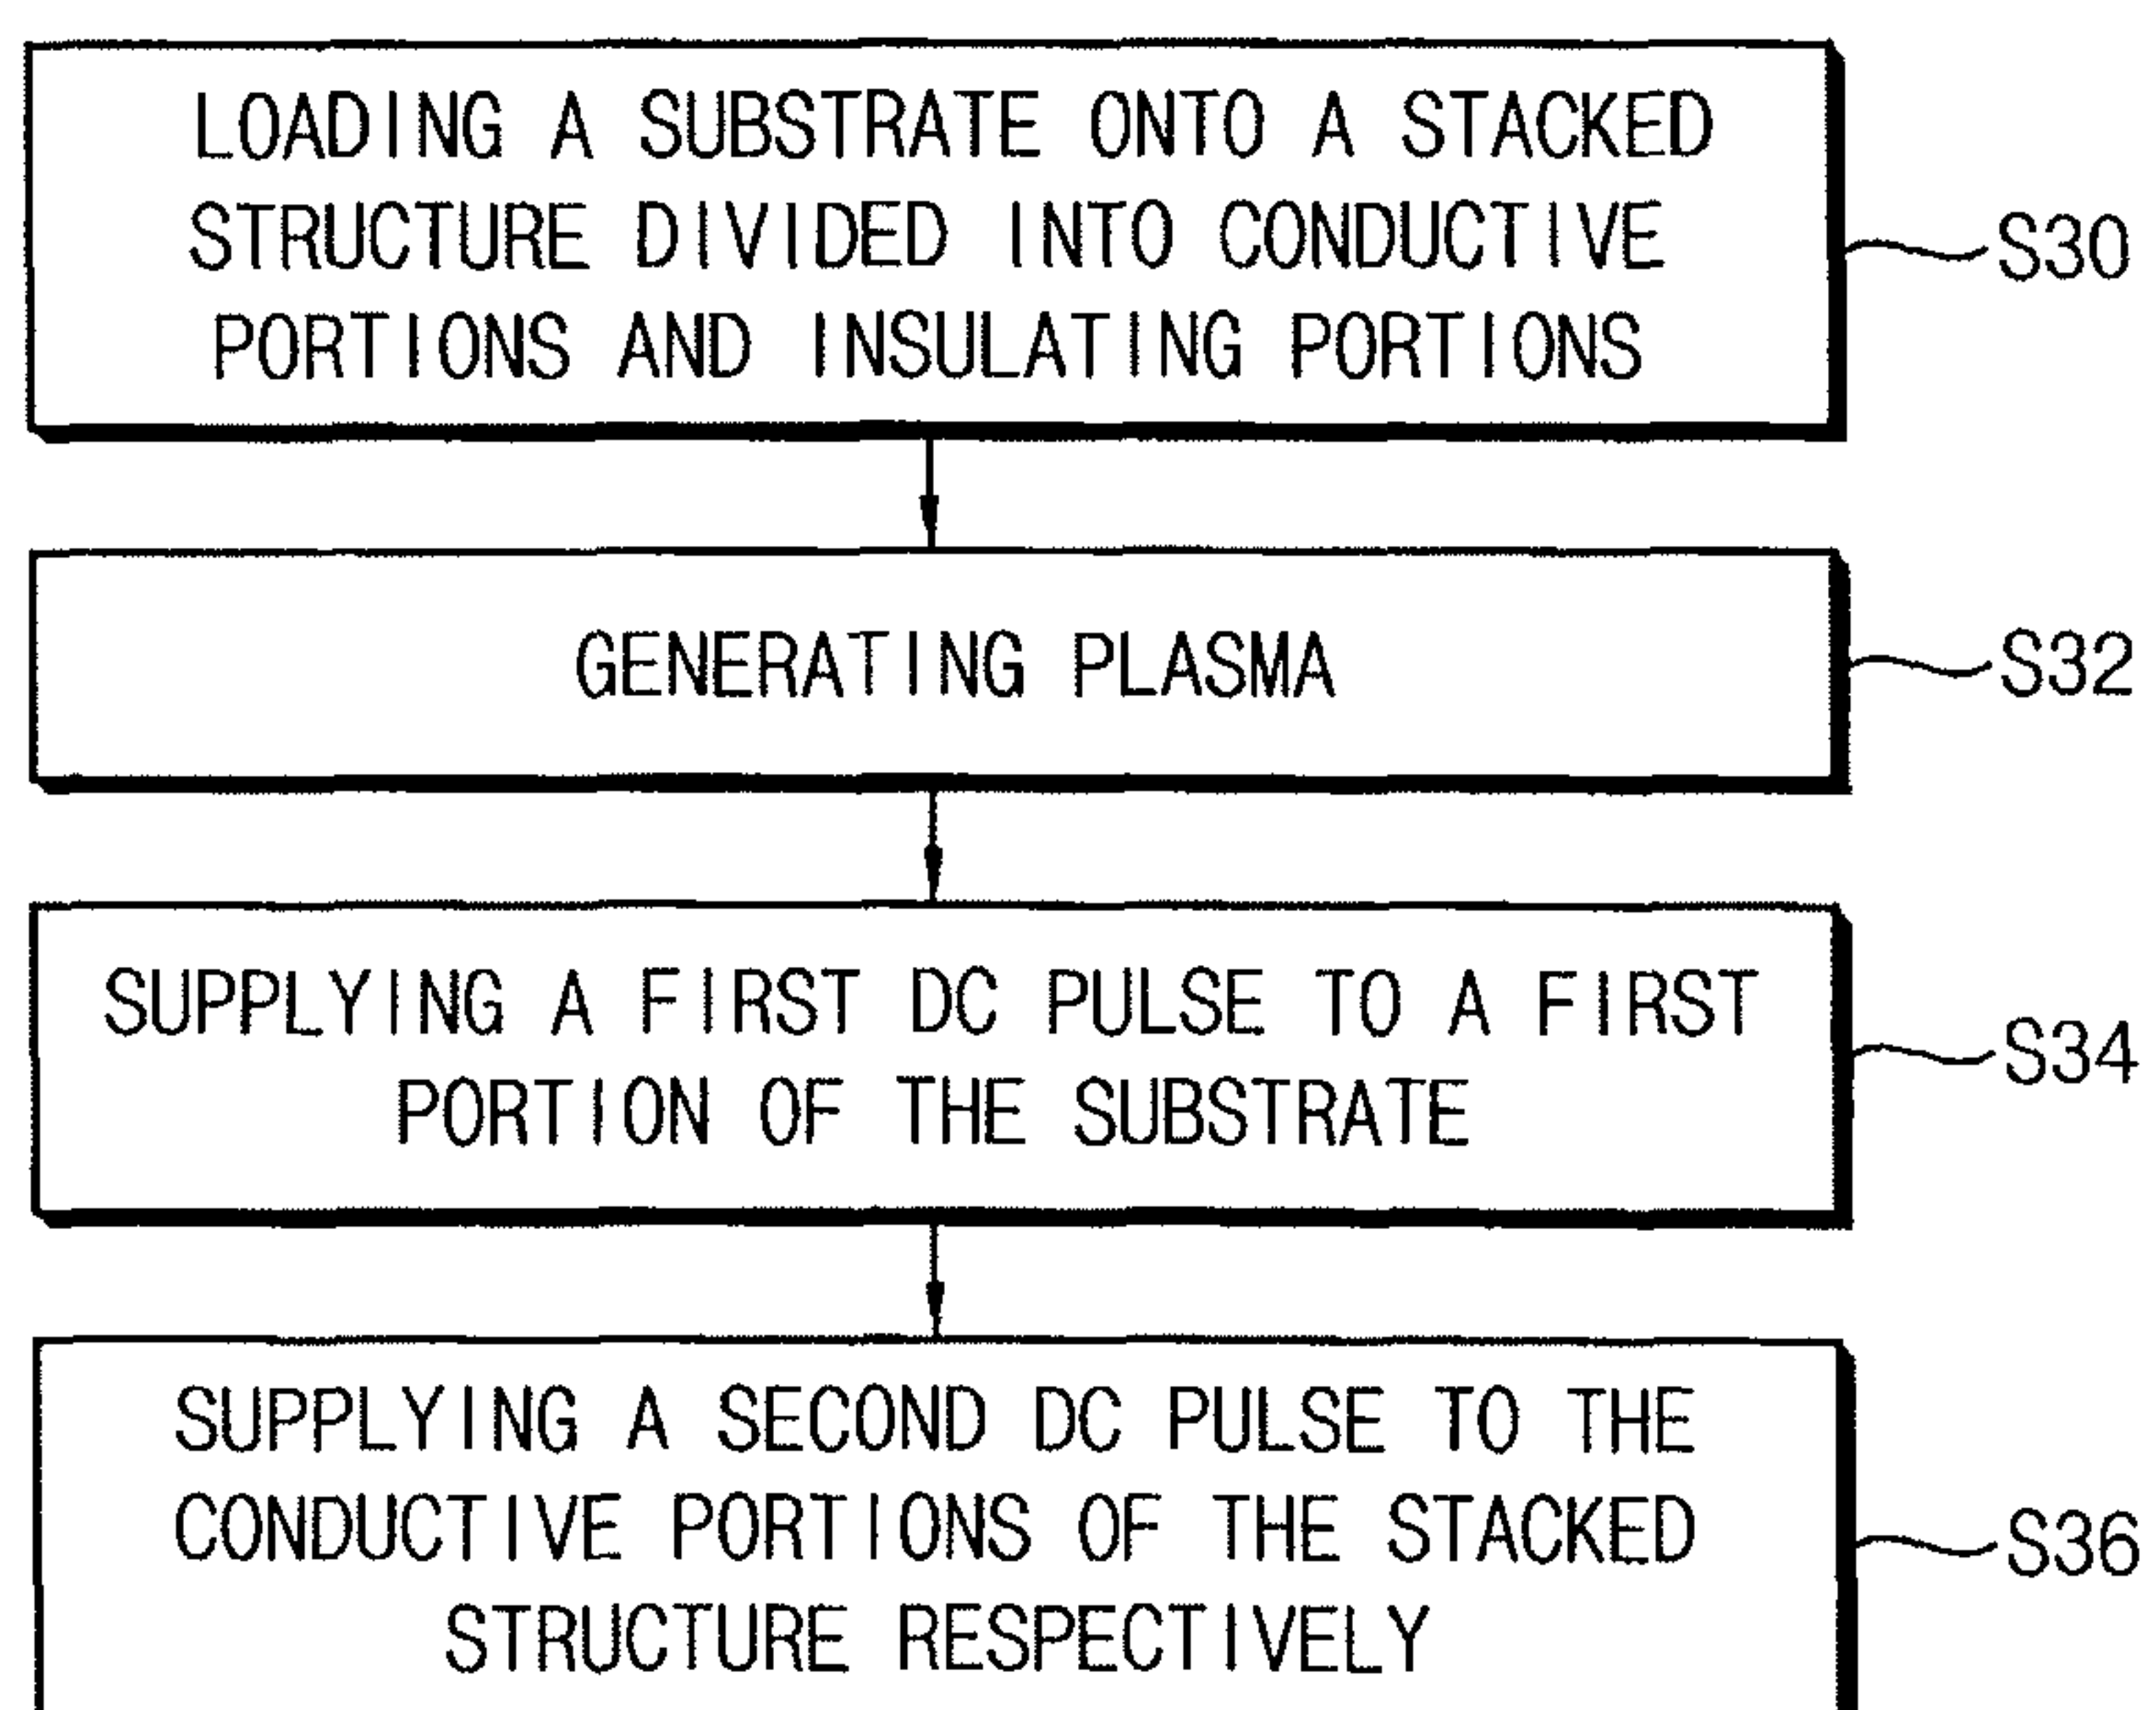 LOADING A SUBSTRATE ONTO A STACKED
STRUCTURE DIVIDED INTO CONDUCTIVE
PORTIONS AND INSULATING PORTIONS
S30
GENERATING PLASMA
S32
SUPPLYING A FIRST DC PULSE TO A FIRST
PORTION OF THE SUBSTRATE
S34
SUPPLYING A SECOND DC PULSE TO THE
CONDUCTIVE PORTIONS OF THE STACKED
STRUCTURE RESPECTIVELY
S36